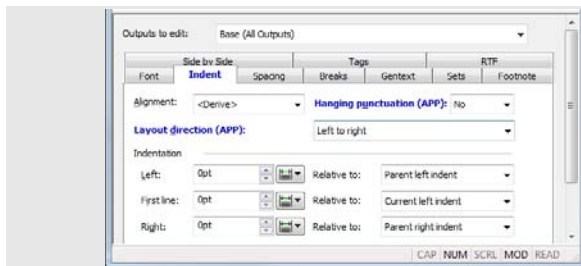 Outputs to edit: Base (All Outputs)
Side by Side Tags RTF
Font Indent Spacing Breaks Gentext Sets Footnote
Alignment: <Derive> Hanging punctuation (APP): No
Layout direction (APP): Left to right
Indentation
Left: 0pt Relative to: Parent left indent
First line: 0pt Relative to: Current left indent
Right: 0pt Relative to: Parent right indent
CAP NUM SCRL MOD READ